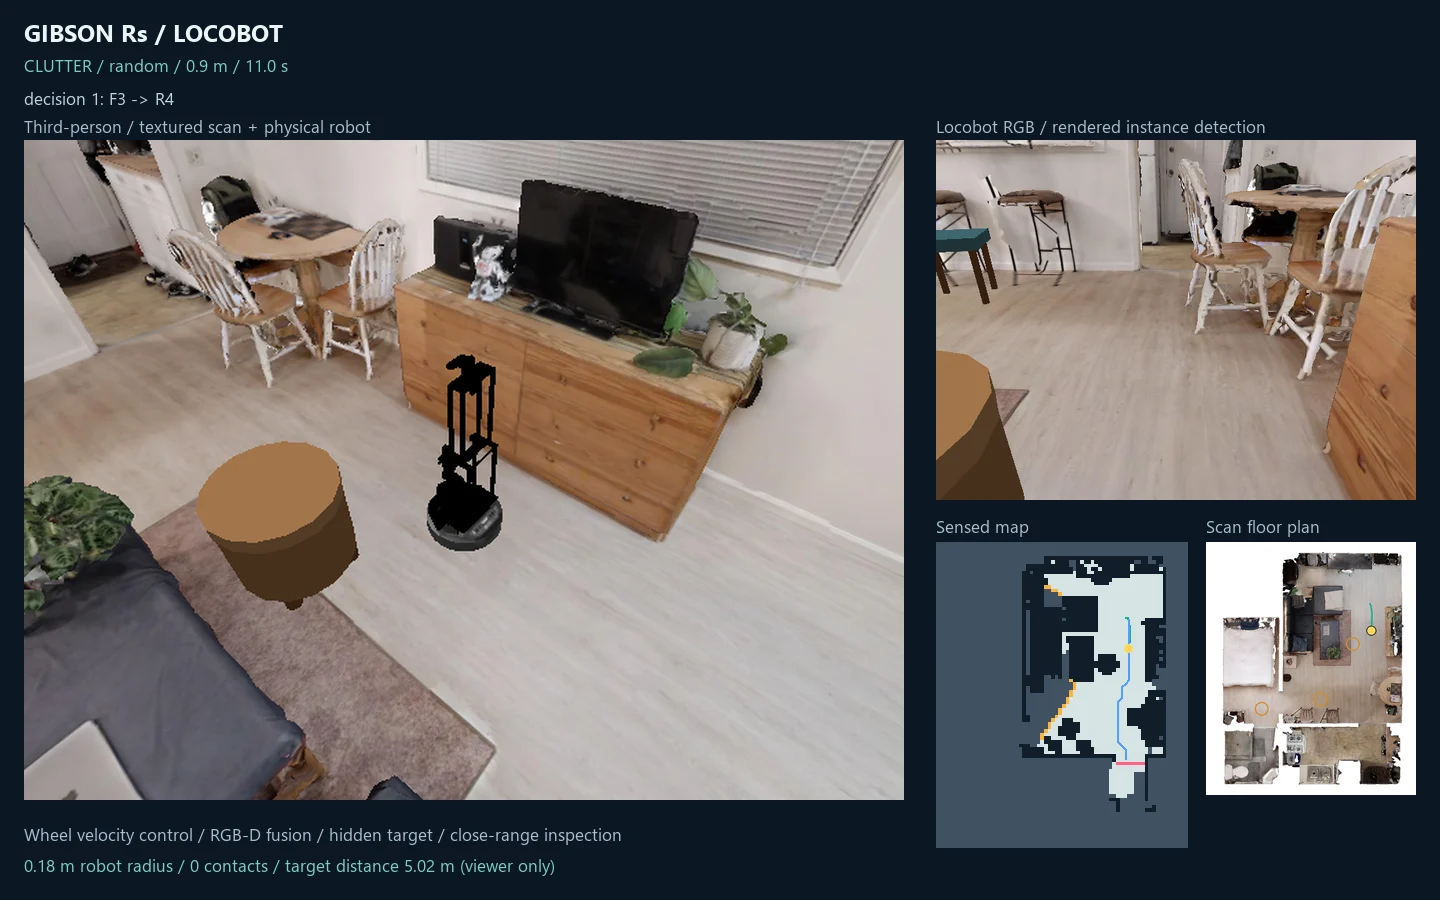 GIBSON Rs / LOCOBOT
CLUTTER / random / 0.9 m / 11.0 s
decision 1: F3 -> R4
Third-person / textured scan + physical robot
Locobot RGB / rendered instance detection
Sensed map
Scan floor plan
Wheel velocity control / RGB-D fusion / hidden target / close-range inspection
0.18 m robot radius / 0 contacts / target distance 5.02 m (viewer only)